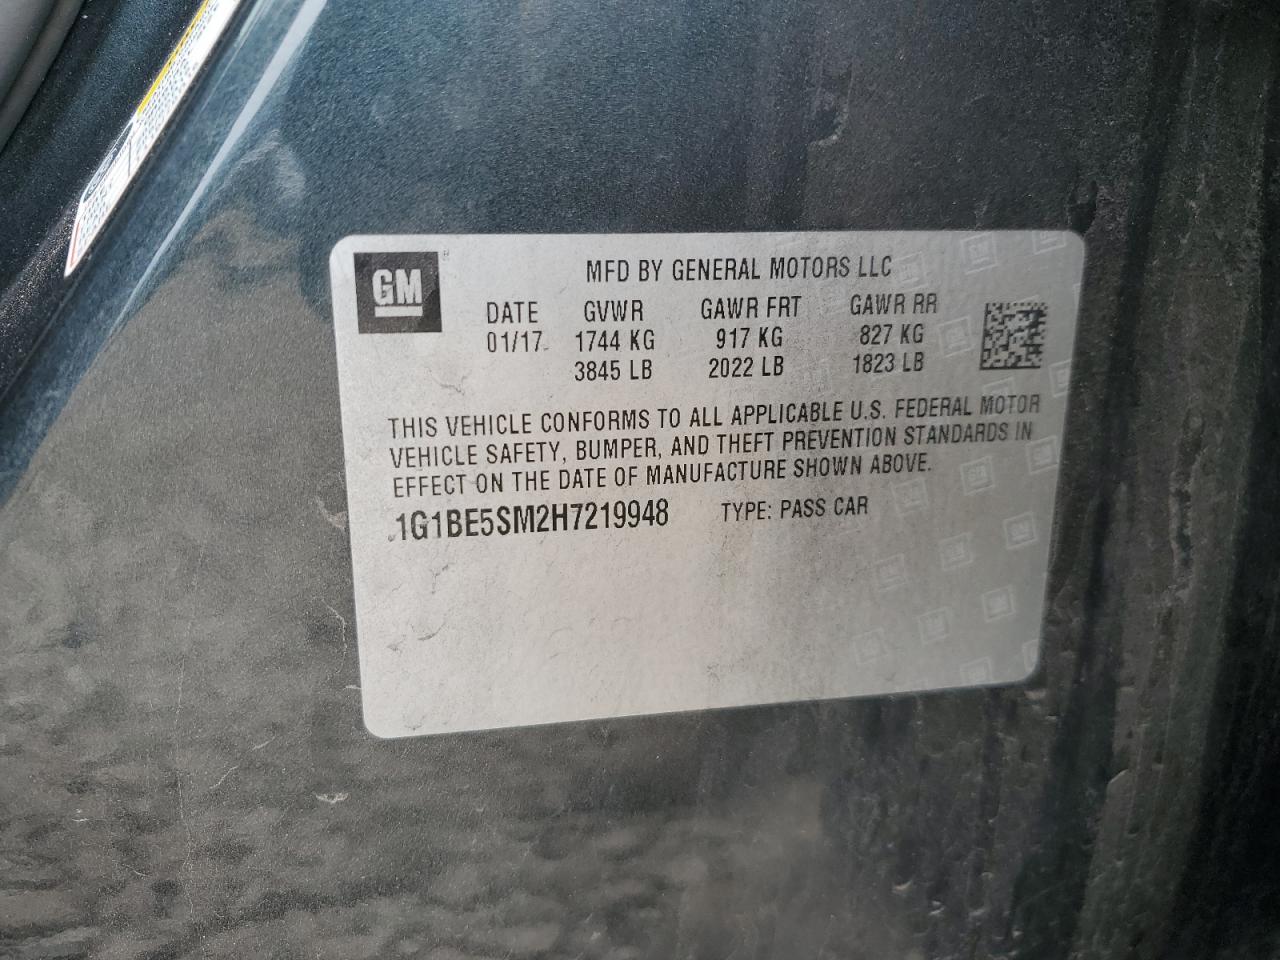 GM
MFD BY GENERAL MOTORS LLC
DATE GVWR GAWR FRT GAWR RR
01/17 1744 KG 917 KG 827 KG
3845 LB 2022 LB 1823 LB
THIS VEHICLE CONFORMS TO ALL APPLICABLE U.S. FEDERAL MOTOR
VEHICLE SAFETY, BUMPER, AND THEFT PREVENTION STANDARDS IN
EFFECT ON THE DATE OF MANUFACTURE SHOWN ABOVE.
1G1BE5SM2H7219948 TYPE: PASS CAR